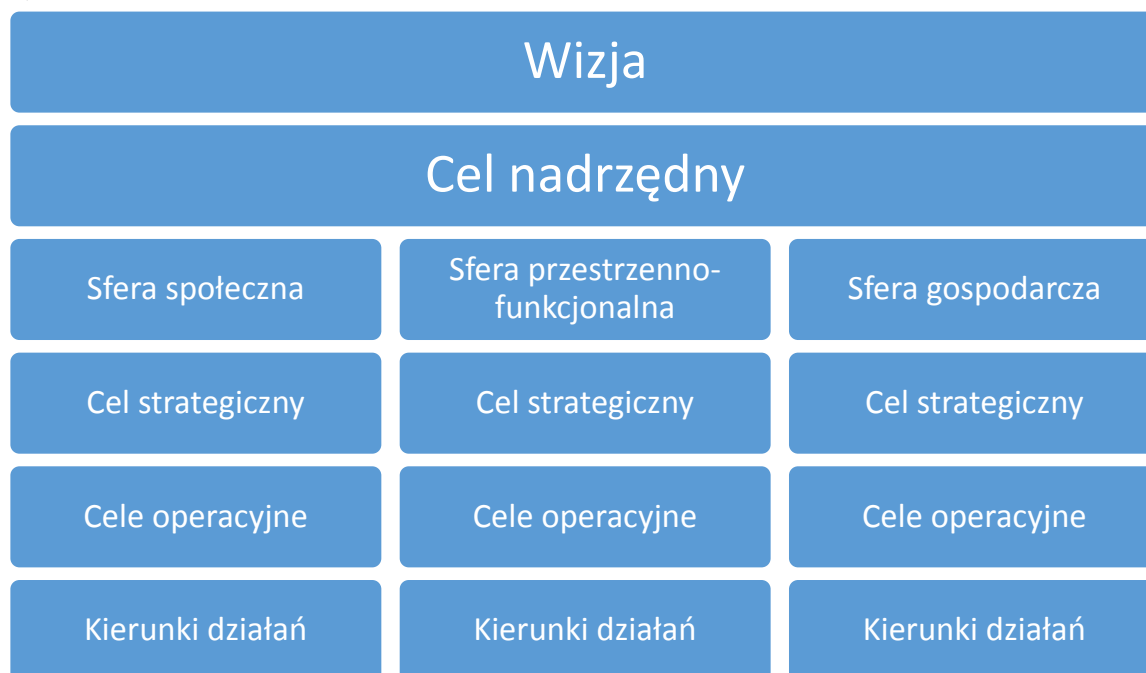 Wizja
Cel nadrzędny
Sfera społeczna
Sfera przestrzenno-
funkcjonalna
Sfera gospodarcza
Cel strategiczny
Cel strategiczny
Cel strategiczny
Cele operacyjne
Cele operacyjne
Cele operacyjne
Kierunki działań
Kierunki działań
Kierunki działań